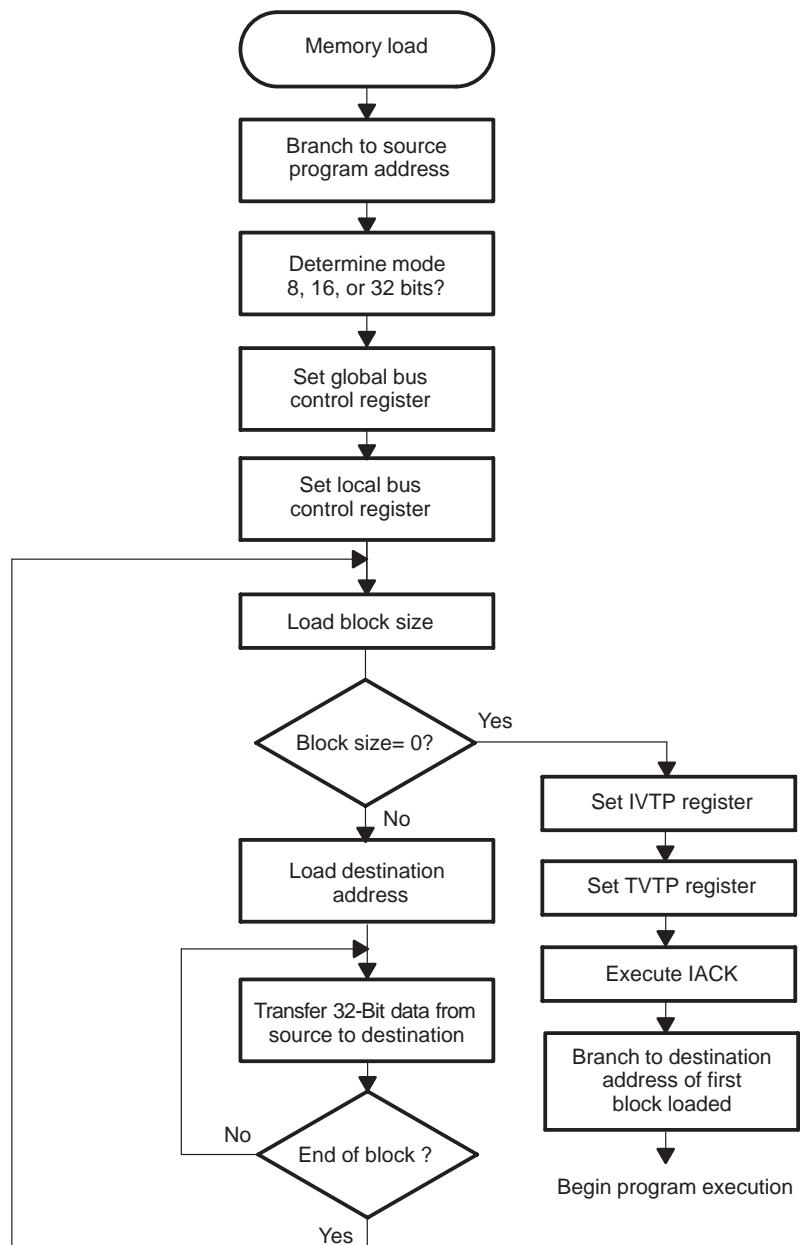 Memory load
Branch to source
program address
Determine mode
8, 16, or 32 bits?
Set global bus
control register
Set local bus
control register
Load block size
Block size= 0?
Yes
No
Set IVTP register
Set TVTP register
Execute IACK
Branch to destination
address of first
block loaded
Begin program execution
Load destination
address
Transfer 32-Bit data from
source to destination
End of block ?
No
Yes